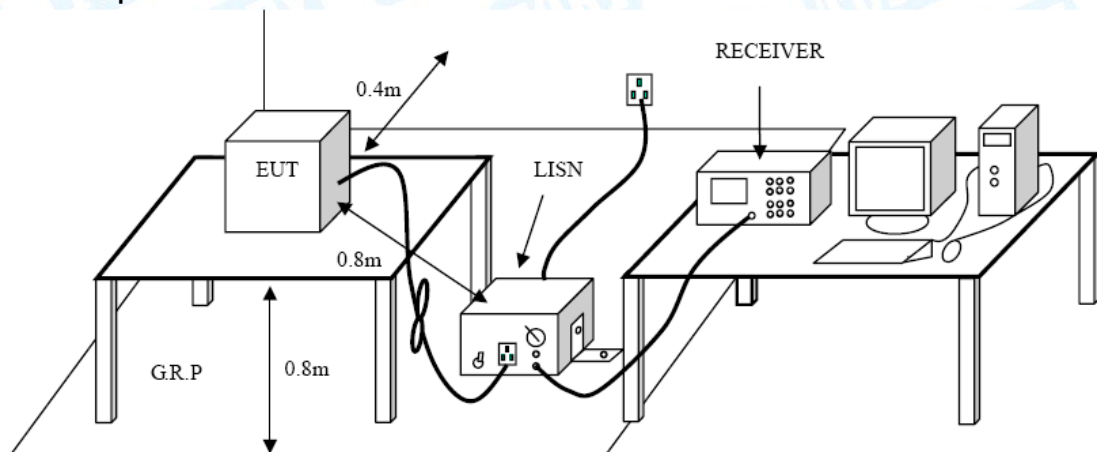 RECEIVER
0.4m
EUT
LISN
0.8m
G.R.P
0.8m